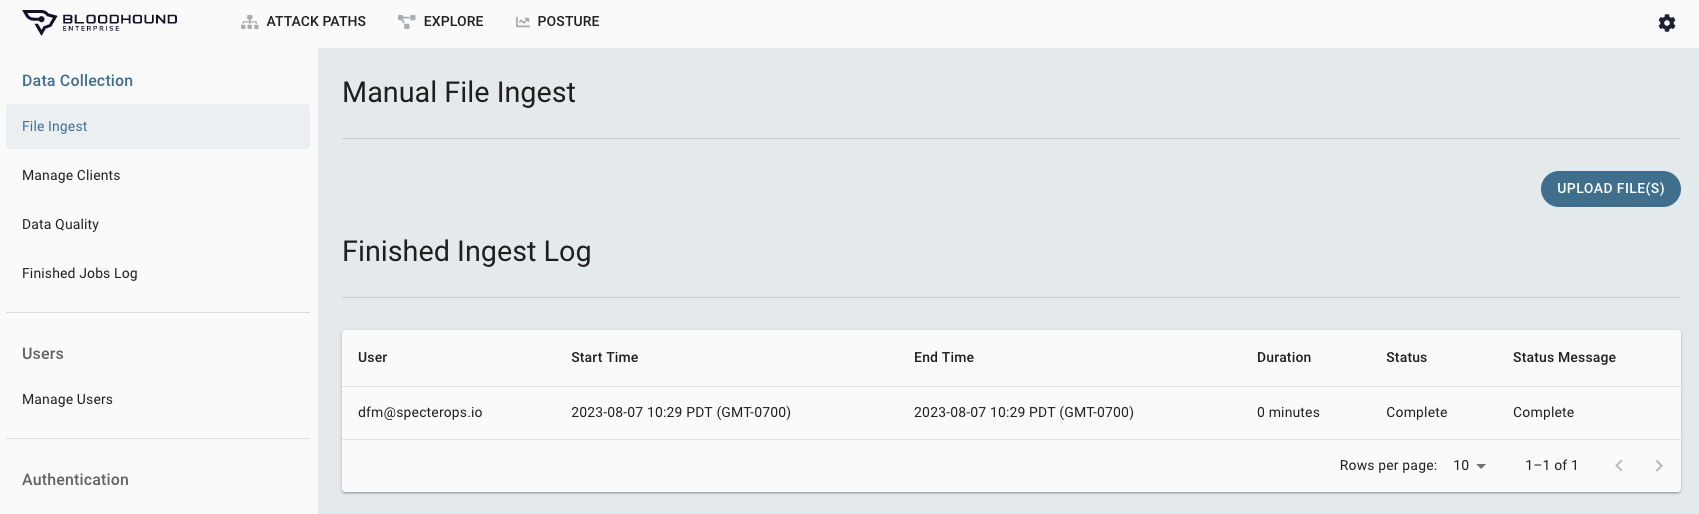 BLOODHOUND
ENTERPRISE
ATTACK PATHS EXPLORE POSTURE
Data Collection
File Ingest
Manage Clients
Data Quality
Finished Jobs Log
Users
Manage Users
Authentication
Manual File Ingest
UPLOAD FILE(S)
Finished Ingest Log
User Start Time End Time Duration Status Status Message
dfm@specterops.io 2023-08-07 10:29 PDT (GMT-0700) 2023-08-07 10:29 PDT (GMT-0700) 0 minutes Complete Complete
Rows per page: 10 1–1 of 1